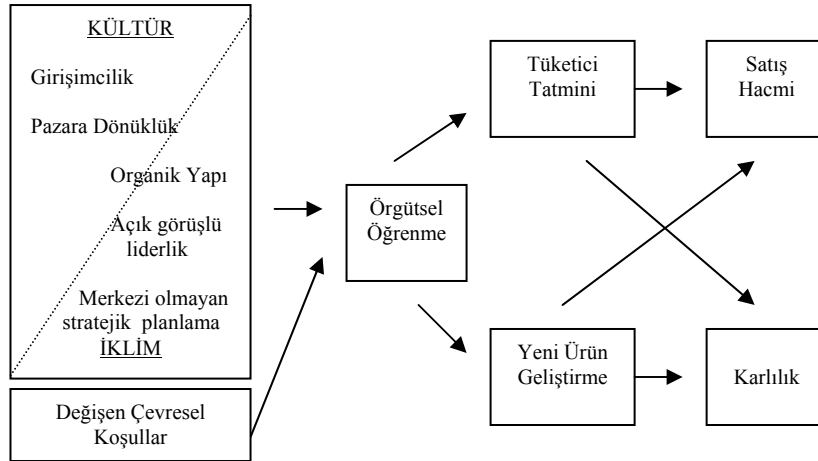 KÜLTÜR
Girişimcilik
Pazara Dönüklük
Organik Yapı
Açık görüşlü
liderlik
Merkezi olmayan
stratejik planlama
İKLİM
Değişen Çevresel
Koşullar
Örgütsel
Öğrenme
Tüketici
Tatmini
Satış
Hacmi
Yeni Ürün
Geliştirme
Karlılık